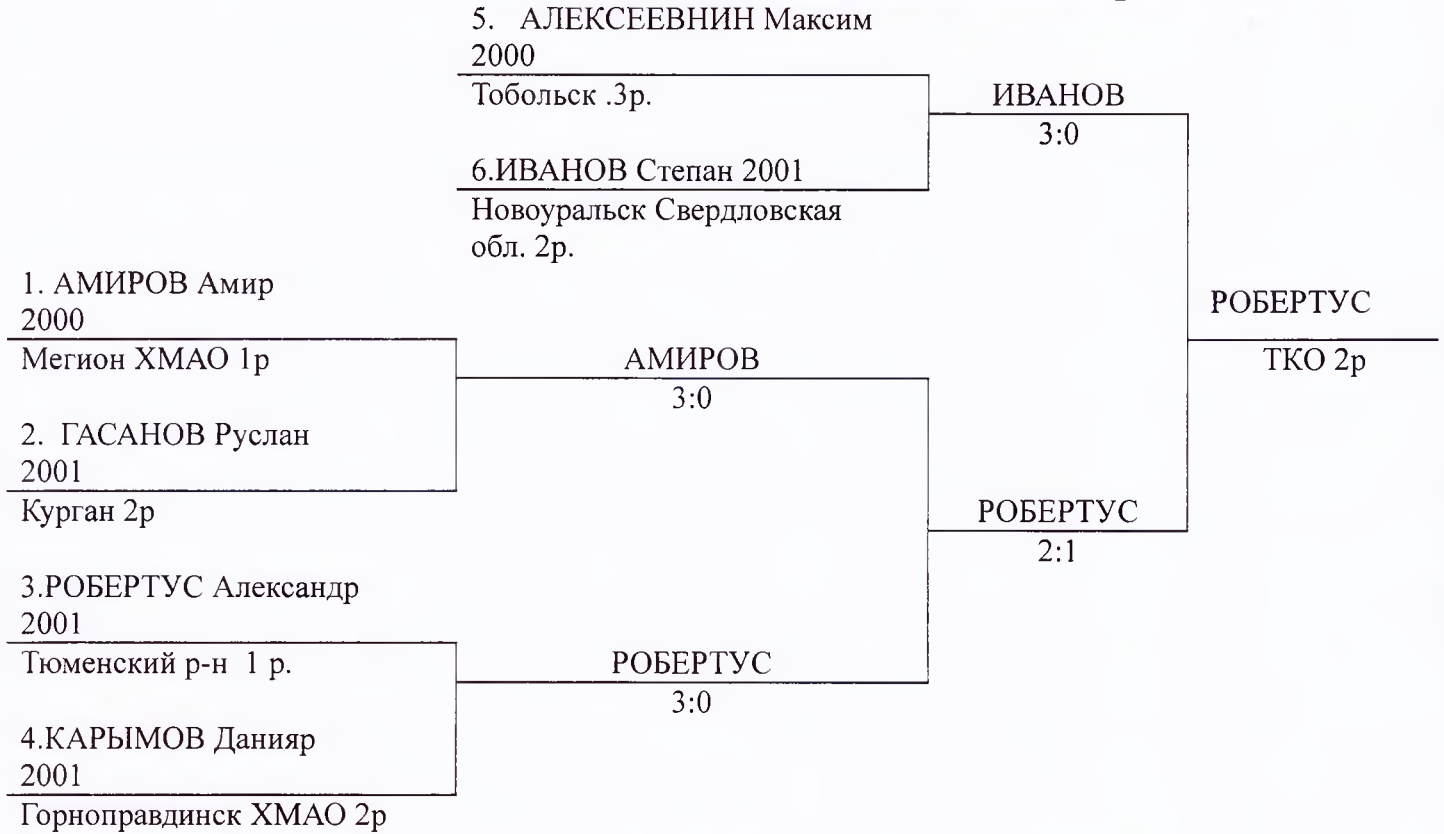 5. АЛЕКСЕЕВНИН Максим
2000
Тобольск .3р.
ИВАНОВ
3:0
6.ИВАНОВ Степан 2001
Новоуральск Свердловская
обл. 2р.
1. АМИРОВ Амир
2000
Мегион ХМАО 1р
АМИРОВ
3:0
2. ГАСАНОВ Руслан
2001
Курган 2р
РОБЕРТУС
ТКО 2р
РОБЕРТУС
2:1
3.РОБЕРТУС Александр
2001
Тюменский р-н 1 р.
РОБЕРТУС
3:0
4.КАРЫМОВ Данияр
2001
Горноправдинск ХМАО 2р